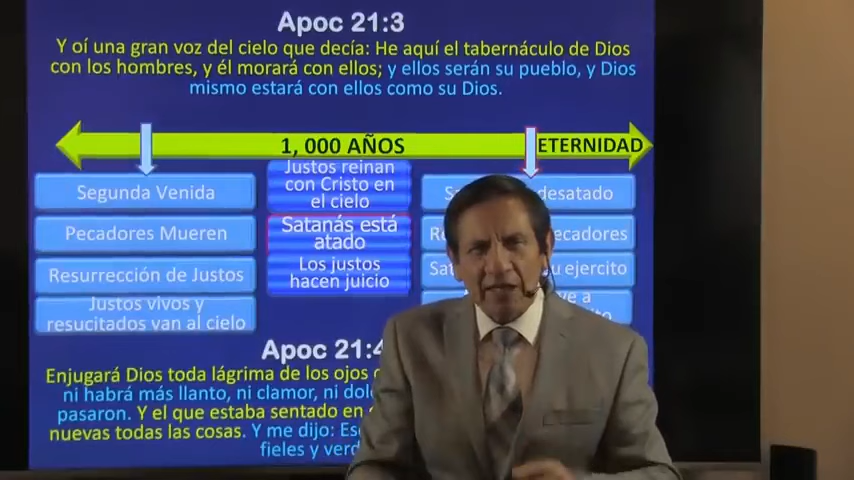 Apoc 21:3
Y oí una gran voz del cielo que decía: He aquí el tabernáculo de Dios
con los hombres, y él morará con ellos; y ellos serán su pueblo, y Dios
mismo estará con ellos como su Dios.
1, 000 AÑOS
ETERNIDAD
Segunda Venida
Pecadores Mueren
Resurrección de Justos
Justos vivos y
resucitados van al cielo
Justos reinan
con Cristo en
el cielo
Satanás está
atado
Los justos
hacen juicio
desatado
pecadores
su ejercito
a
Apoc 21:4
Enjugará Dios toda lágrima de los ojos
ni habrá más llanto, ni clamor, ni
pasaron. Y el que estaba sentado en
nuevas todas las cosas. Y me dijo:
fieles y